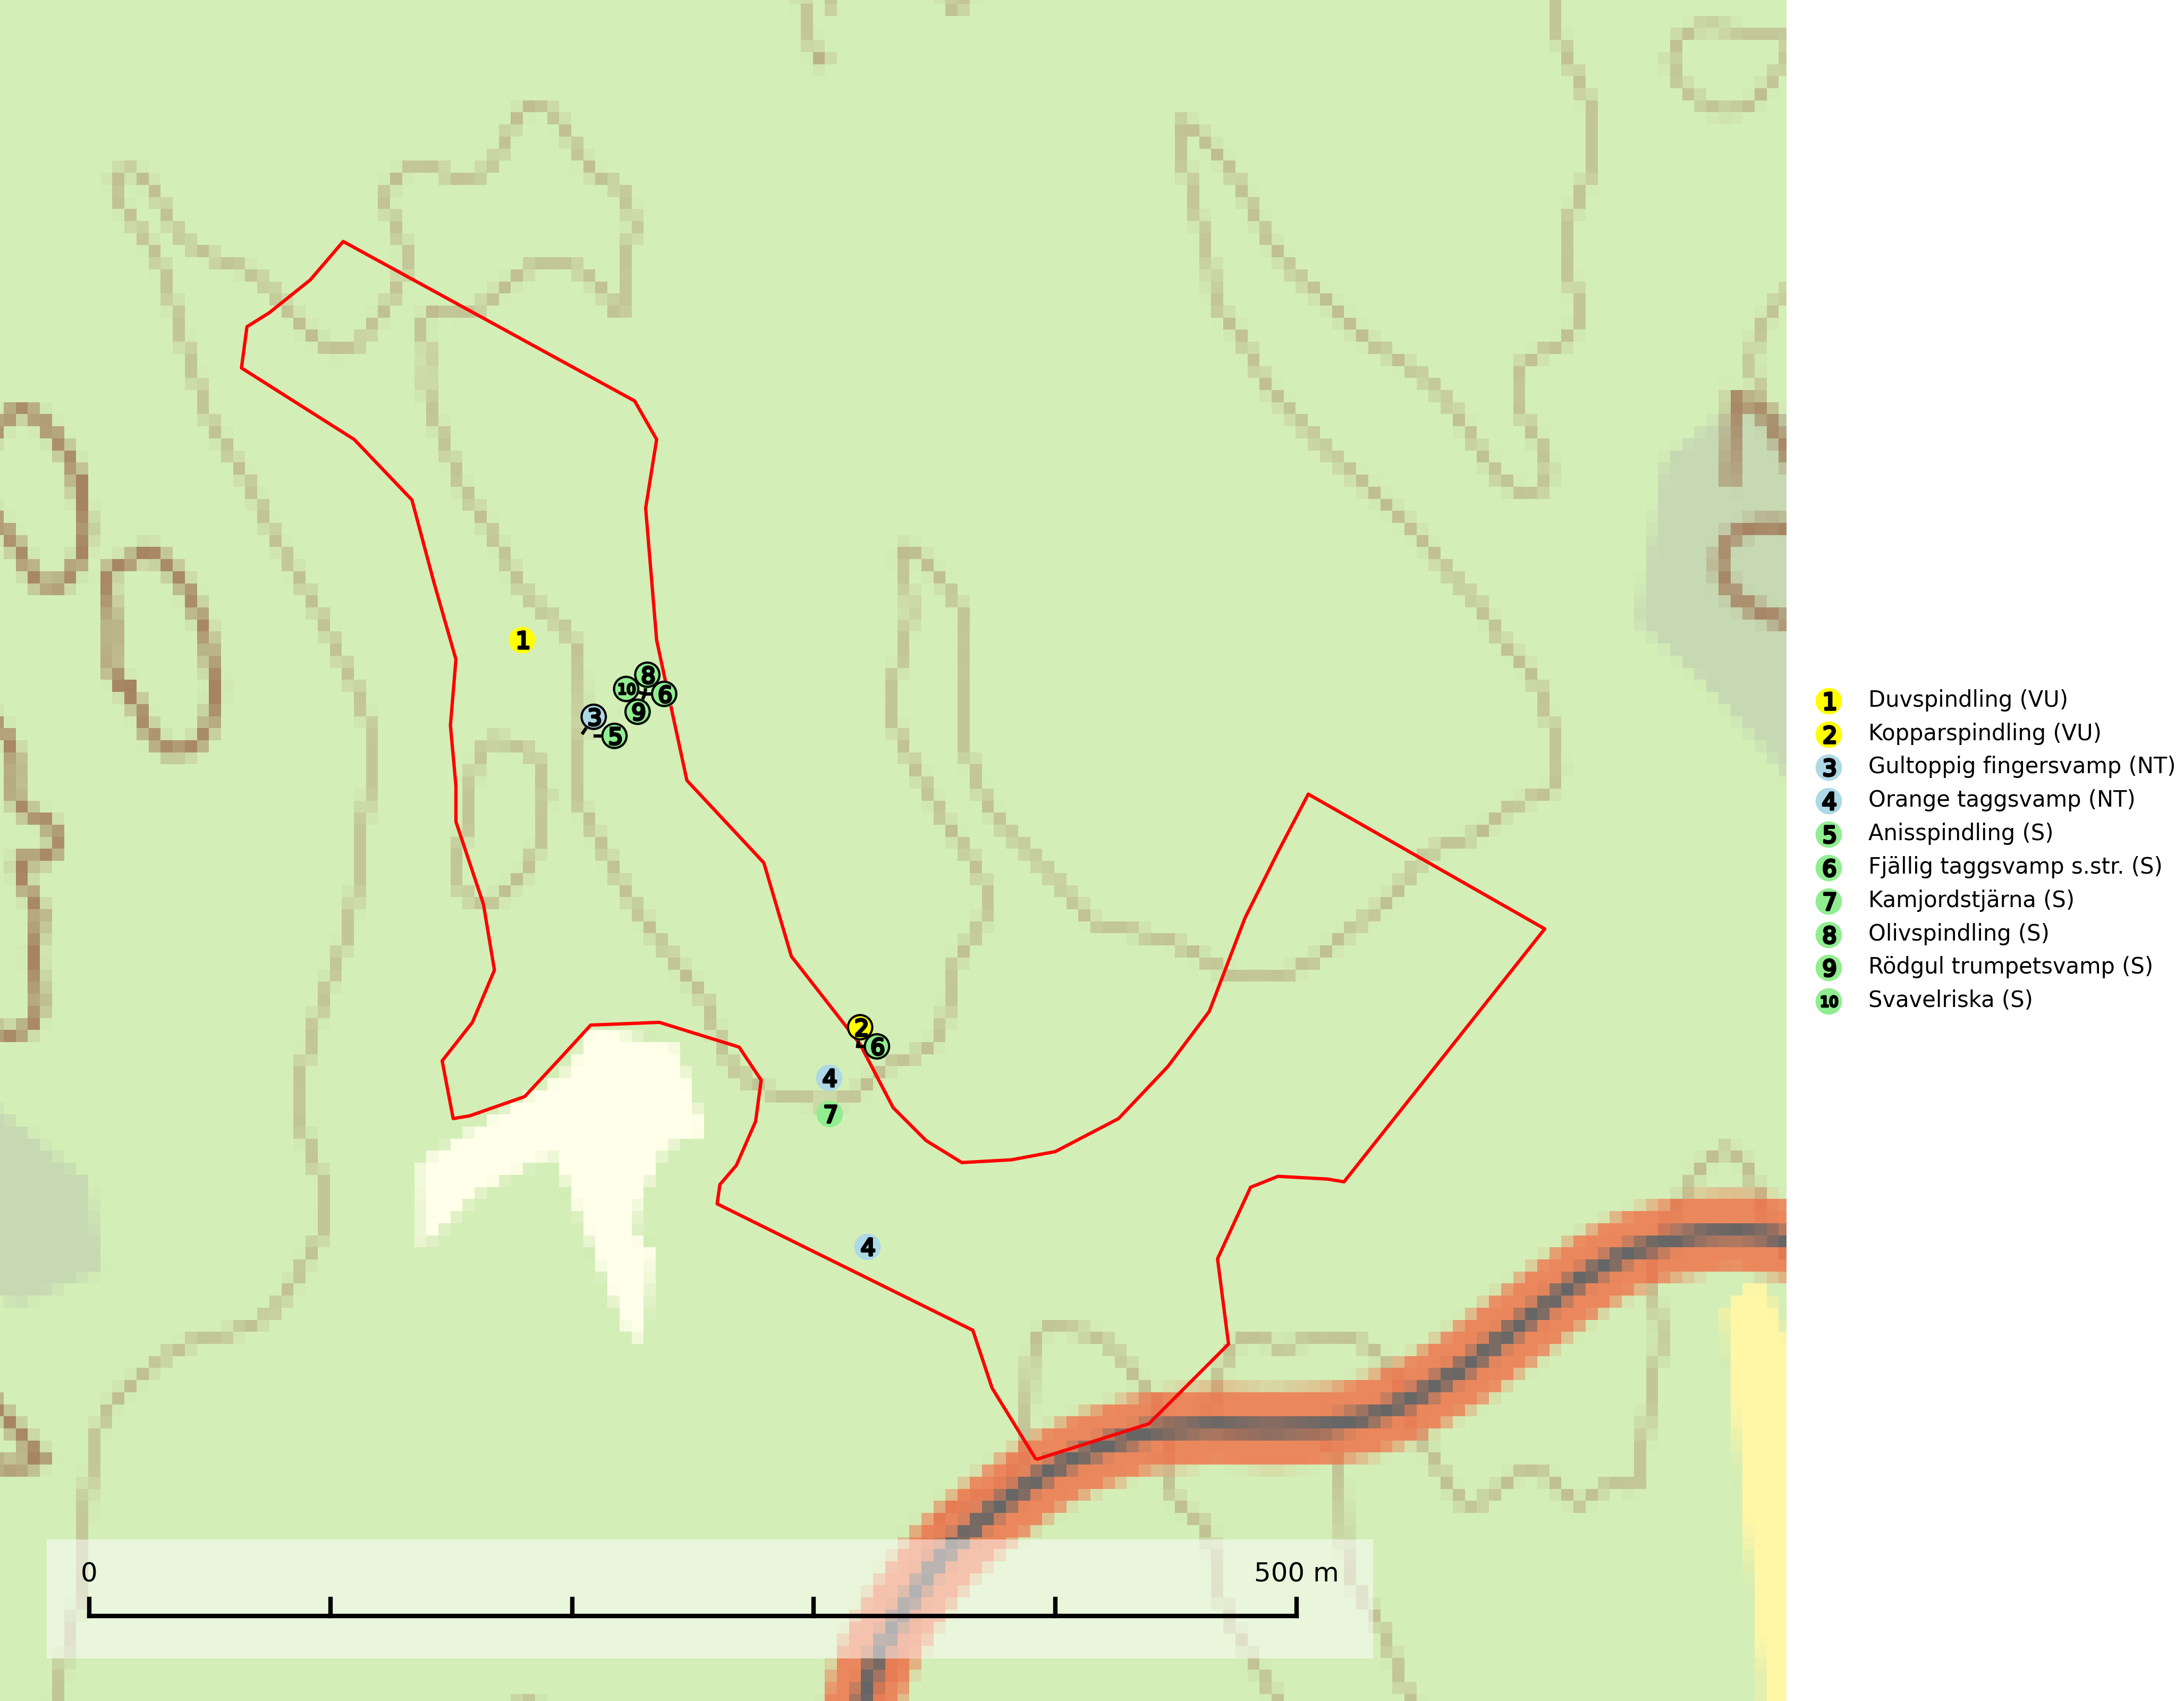 1
8
10
6
3
9
5
2
6
4
7
4
0
500 m
1 Duvspindling (VU)
2 Kopparspindling (VU)
3 Gultoppig fingersvamp (NT)
4 Orange taggsvamp (NT)
5 Anisspindling (S)
6 Fjällig taggsvamp s.str. (S)
7 Kamjordstjärna (S)
8 Olivspindling (S)
9 Rödgul trumpetsvamp (S)
10 Svavelriska (S)